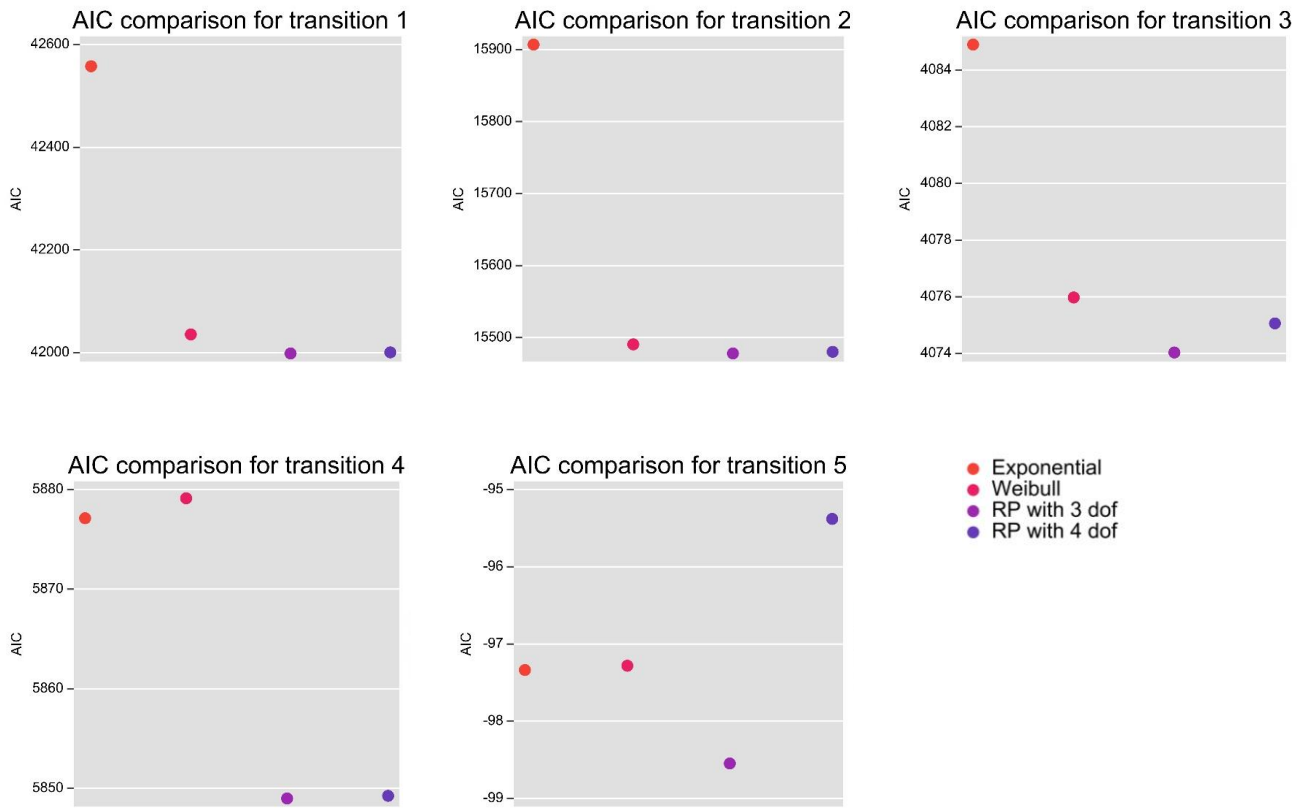 AIC comparison for transition 1
42600
42400
42200
42000
AIC
AIC comparison for transition 2
15900
15800
15700
15600
15500
AIC
AIC comparison for transition 3
4084
4082
4080
4078
4076
4074
AIC
AIC comparison for transition 4
5880
5870
5860
5850
AIC
AIC comparison for transition 5
-95
-96
-97
-98
-99
AIC
Exponential
Weibull
RP with 3 dof
RP with 4 dof